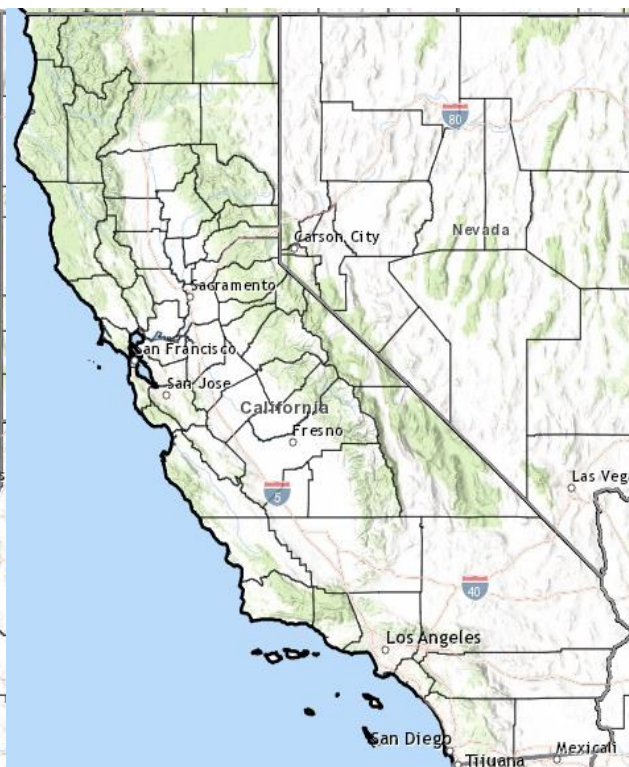 80
Nevada
Carson City
Sacramento
San Francisco
San Jose
California
Fresno
5
Las Veg
40
Los Angeles
San Diego
Tijuana
Mexicali